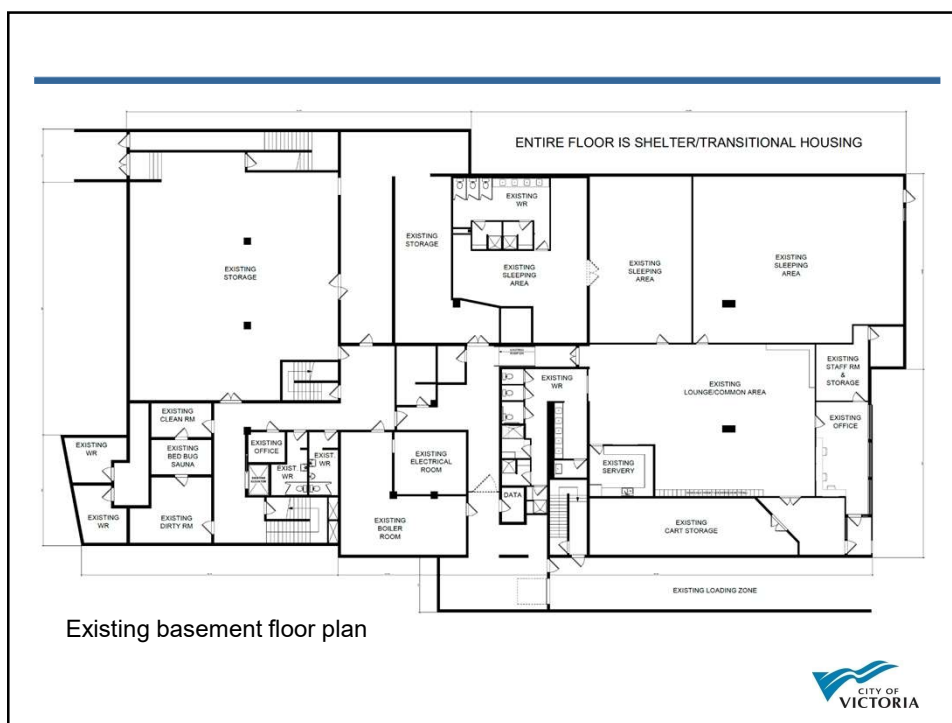 ENTIRE FLOOR IS SHELTER/TRANSITIONAL HOUSING
EXISTING
WR
EXISTING
STORAGE
EXISTING
STORAGE
EXISTING
SLEEPING
AREA
EXISTING
SLEEPING
AREA
EXISTING
SLEEPING
AREA
EXISTING
STAFF RM
&
STORAGE
EXISTING
LOUNGE/COMMON AREA
EXISTING
WR
EXISTING
OFFICE
EXISTING
CLEAN RM
EXISTING
WR
EXISTING
BED BUG
SAUNA
EXISTING
OFFICE
EXIST.
WR
EXIST.
WR
EXISTING
ELECTRICAL
ROOM
EXISTING
SERVERY
DATA
EXISTING
WR
EXISTING
DIRTY RM
EXISTING
BOILER
ROOM
EXISTING
CART STORAGE
EXISTING LOADING ZONE
Existing basement floor plan
CITY OF
VICTORIA